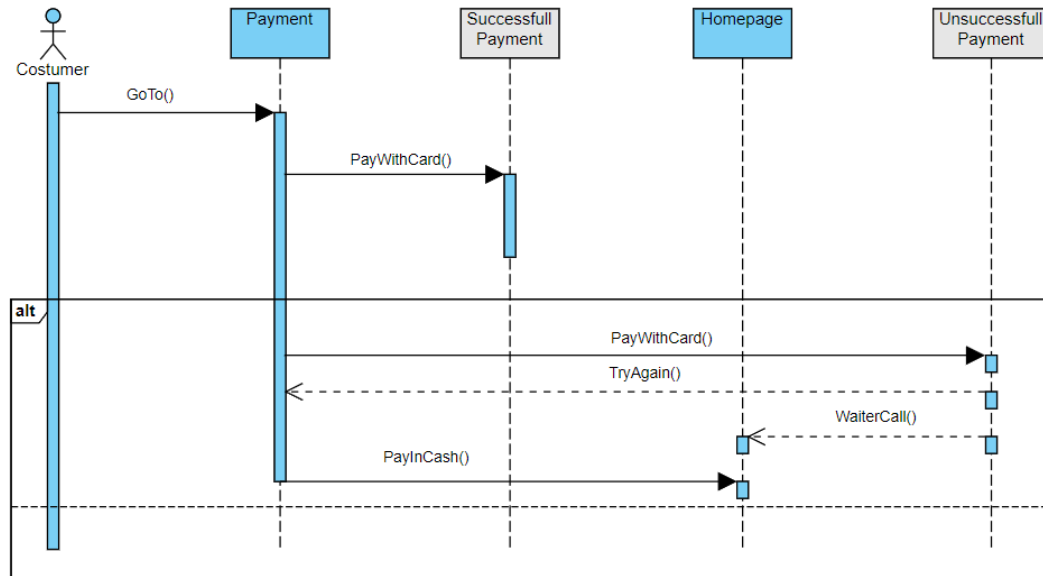 Costumer
Payment
Successfull
Payment
Homepage
Unsuccessfull
Payment
GoTo()
PayWithCard()
alt
PayWithCard()
TryAgain()
WaiterCall()
PayInCash()